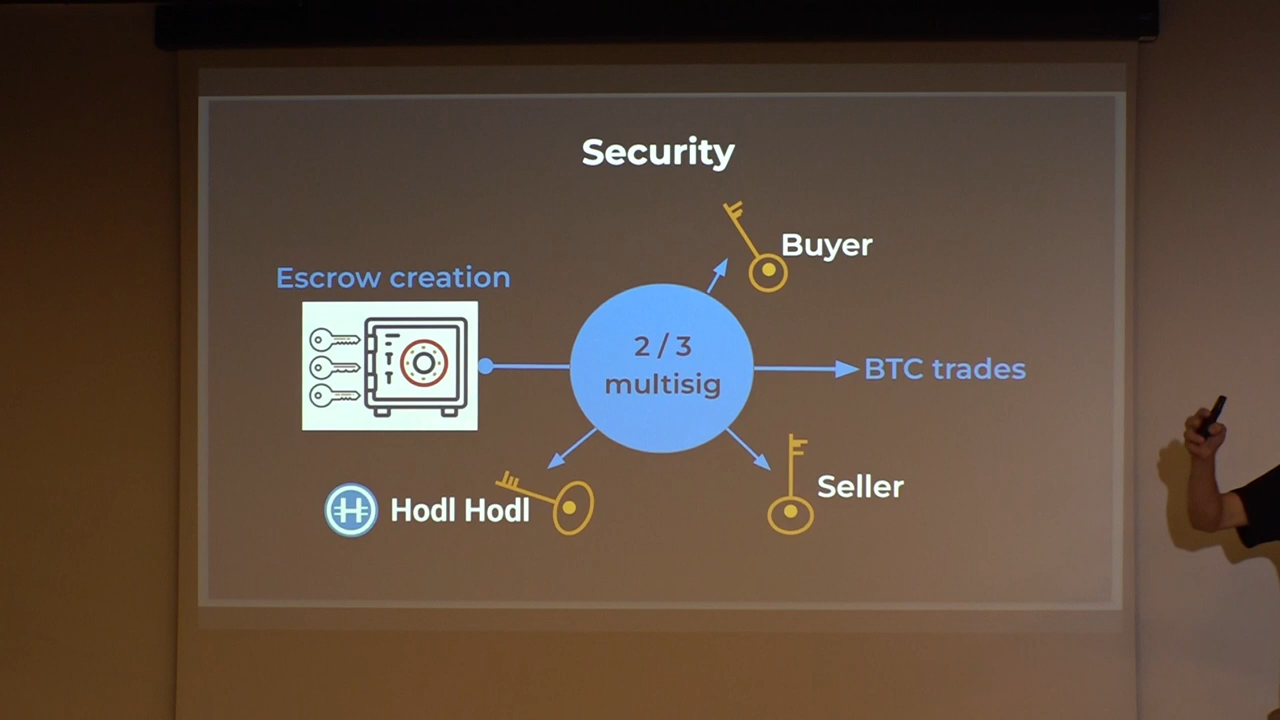 Security
Buyer
Escrow creation
2 / 3
multisig
BTC trades
Hodl Hodl
Seller